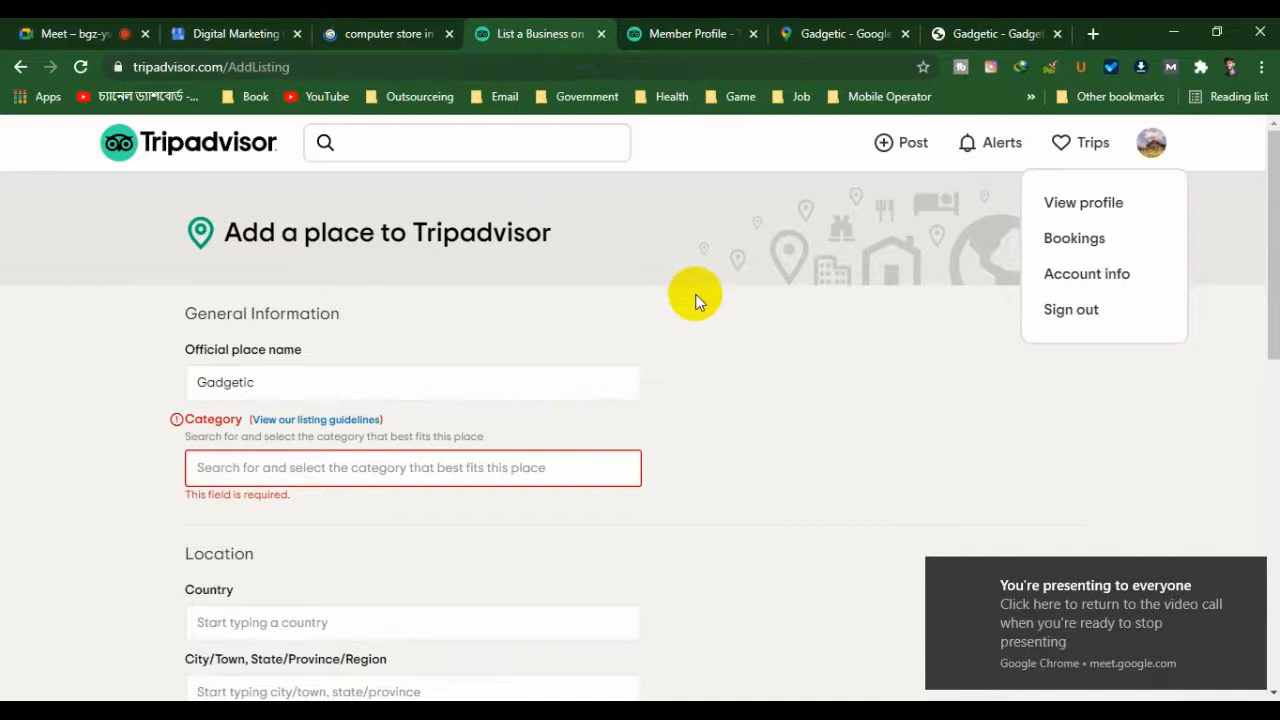 Meet – bgz-yv
Digital Marketing
computer store in
List a Business on
Member Profile - T
Gadgetic - Google
Gadgetic - Gadget
tripadvisor.com/AddListing
Apps
চ্যানেল ড্যাশবোর্ড -...
Book
YouTube
Outsourceing
Email
Government
Health
Game
Job
Mobile Operator
»
Other bookmarks
Reading list
Tripadvisor
Post
Alerts
Trips
View profile
Bookings
Account info
Sign out
Add a place to Tripadvisor
General Information
Official place name
Gadgetic
Category (View our listing guidelines)
Search for and select the category that best fits this place
Search for and select the category that best fits this place
This field is required.
Location
Country
Start typing a country
City/Town, State/Province/Region
Start typing city/town, state/province
You're presenting to everyone
Click here to return to the video call
when you're ready to stop
presenting
Google Chrome • meet.google.com